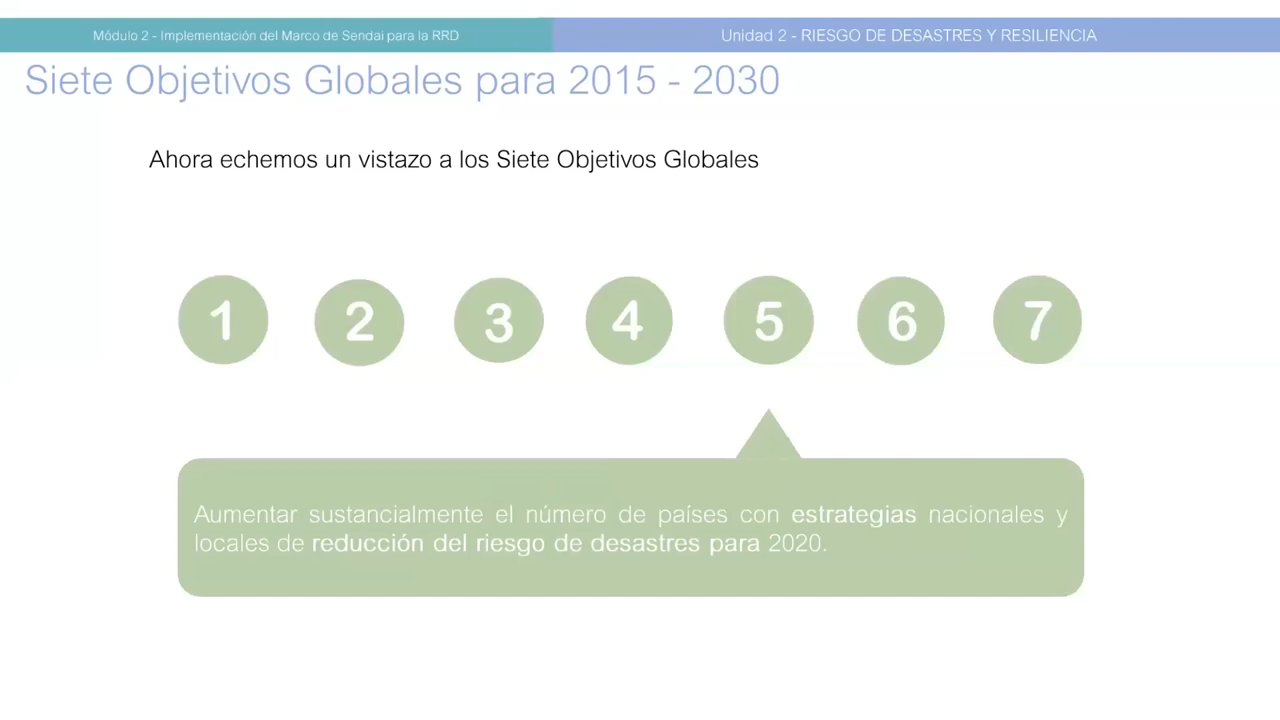 Módulo 2 - Implementación del Marco de Sendai para la RRD
Unidad 2 - RIESGO DE DESASTRES Y RESILIENCIA
Siete Objetivos Globales para 2015 - 2030
Ahora echemos un vistazo a los Siete Objetivos Globales
1 2 3 4 5 6 7
Aumentar sustancialmente el número de países con estrategias nacionales y
locales de reducción del riesgo de desastres para 2020.